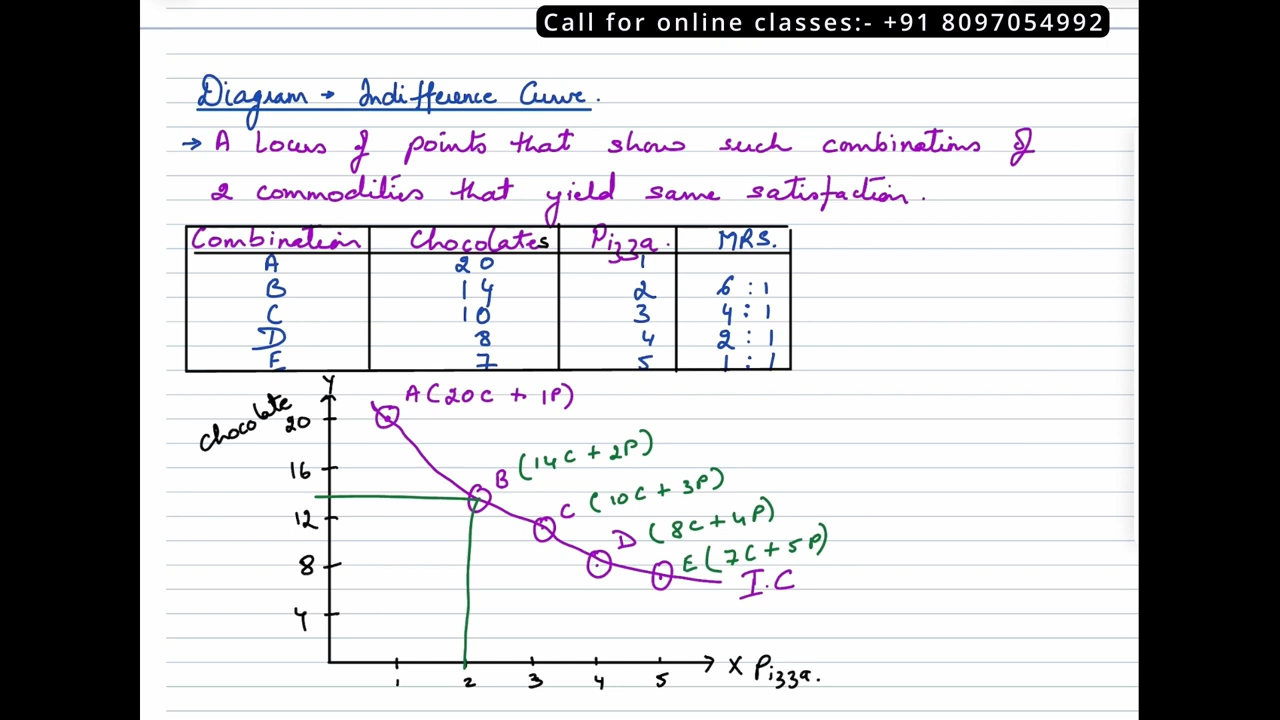 Call for online classes:- +91 8097054992
Diagram → Indifference Curve.
→ A Locus of points that show such combinations of
2 commodities that yield same satisfaction.
Combination Chocolates Pizza. MRS.
A 20 1
B 14 2 6 : 1
C 10 3 4 : 1
D 8 4 2 : 1
E 7 5 1 : 1
Y
chocolate
A (20C + 1P)
20
B (14C + 2P)
16
C (10C + 3P)
12
D (8C + 4P)
E (7C + 5P)
8
I.C
4
X Pizza.
1 2 3 4 5